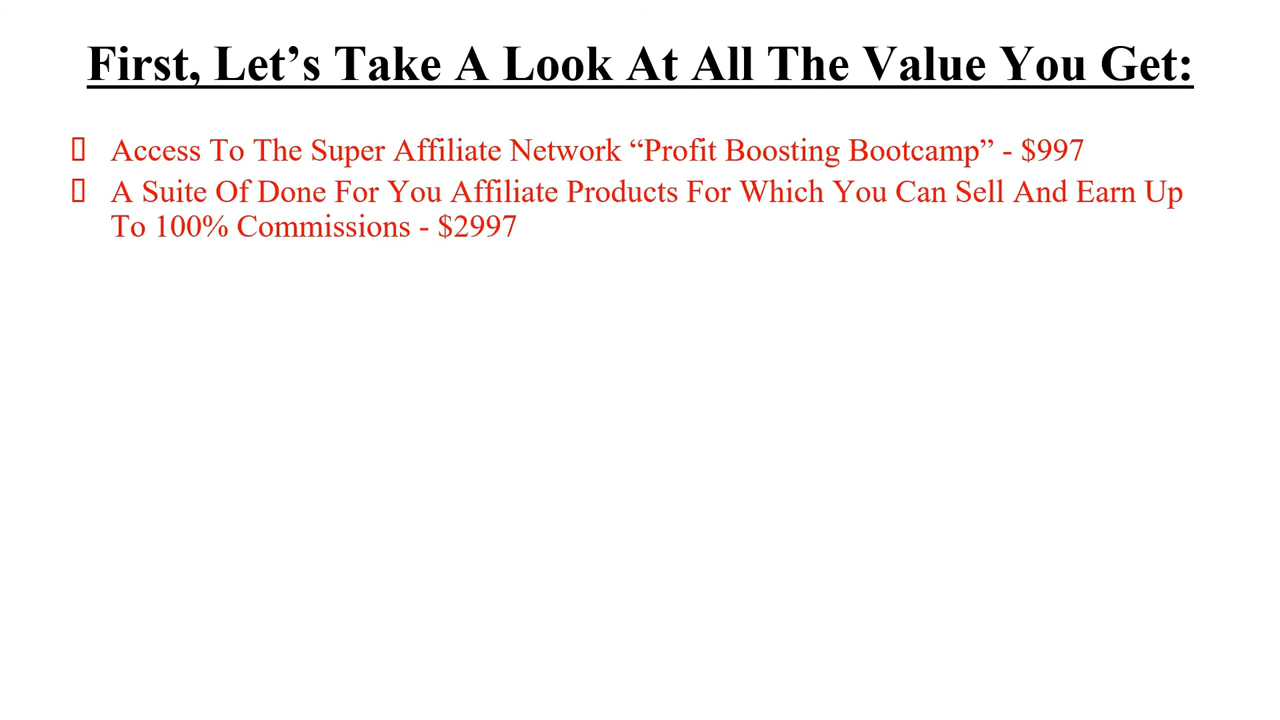 First, Let’s Take A Look At All The Value You Get:
Access To The Super Affiliate Network “Profit Boosting Bootcamp” - $997
A Suite Of Done For You Affiliate Products For Which You Can Sell And Earn Up
To 100% Commissions - $2997